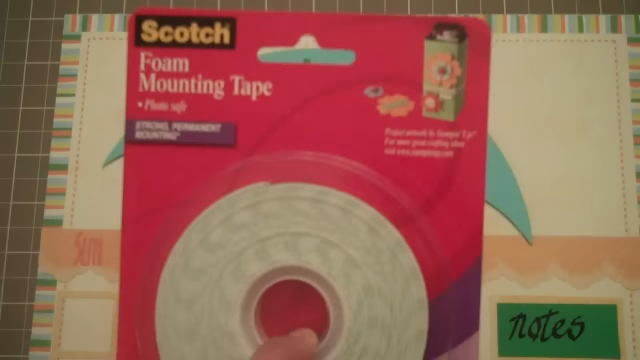 Scotch
Foam
Mounting Tape
• Photo safe
STRONG, PERMANENT
MOUNTING
Project artwork by Stampin' Up!
For more great crafting ideas
visit www.stampinup.com
Sun
notes